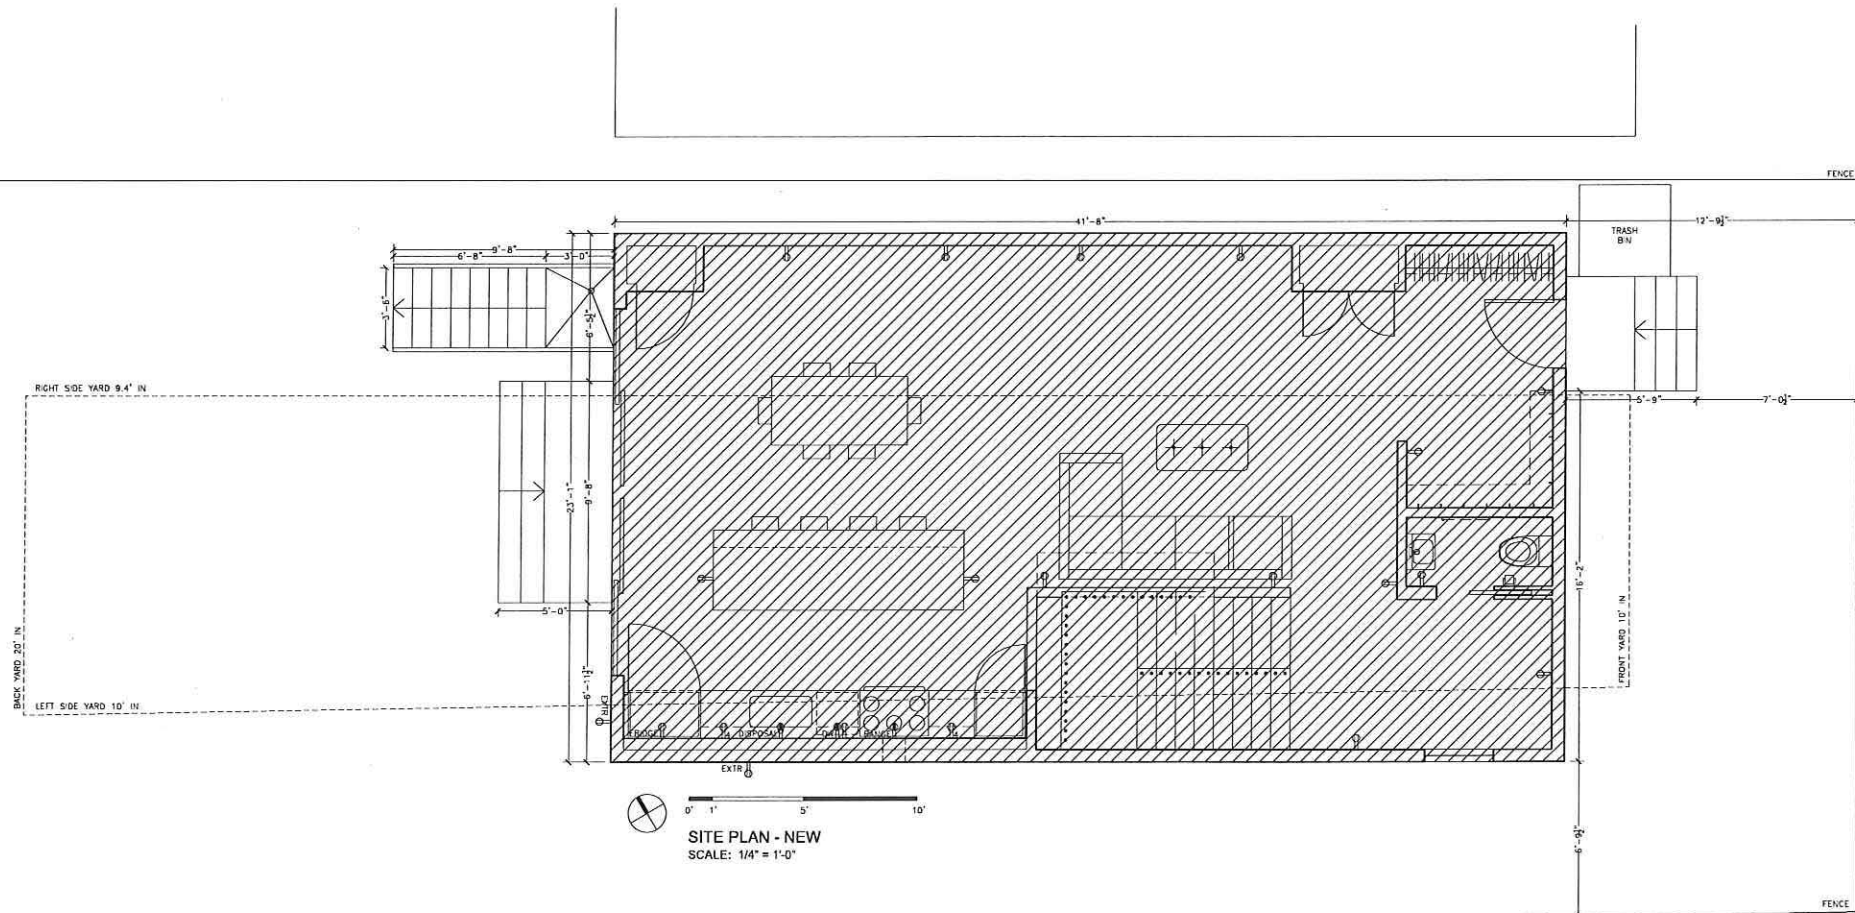 FENCE
41'-8"
12'-9½"
TRASH
BIN
9'-8"
6'-8"
3'-0"
3'-6"
6'-5½"
RIGHT SIDE YARD 9.4' IN
5'-9"
7'-0½"
23'-1"
9'-8"
16'-2"
5'-0"
BACK YARD 20' IN
FRONT YARD 10' IN
LEFT SIDE YARD 10' IN
6'-11½"
EXTR
FRIDGE
DISPOSAL
RANGE
EXTR
0' 1' 5' 10'
SITE PLAN - NEW
SCALE: 1/4" = 1'-0"
6'-9½"
FENCE